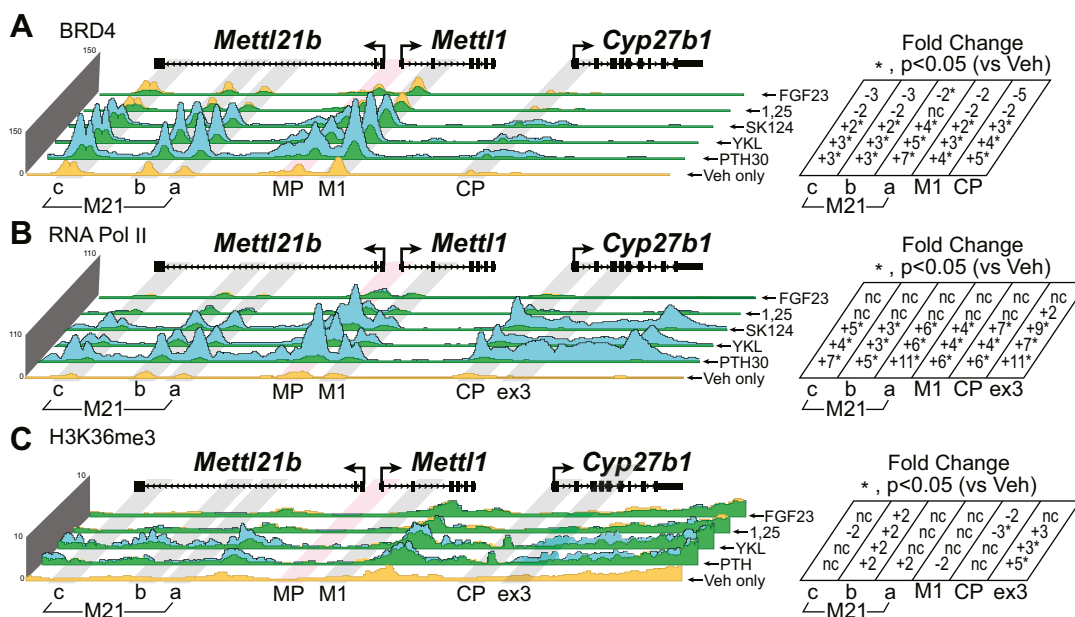 A
BRD4
150
Mettl21b
Mettl1
Cyp27b1
150
0
FGF23
1,25
SK124
YKL
PTH30
Veh only
c
b
a
MP
M1
CP
M21
Fold Change
*, p<0.05 (vs Veh)
-3 -3 -2* -2 -5
-2 -2 nc -2 -2
+2* +2* +4* +2* +3*
+3* +3* +5* +3* +4*
+3* +3* +7* +4* +5*
c b a M1 CP
M21
B
RNA Pol II
110
Mettl21b
Mettl1
Cyp27b1
110
0
FGF23
1,25
SK124
YKL
PTH30
Veh only
c
b
a
MP
M1
CP
ex3
M21
Fold Change
*, p<0.05 (vs Veh)
nc nc nc nc nc nc
nc nc nc nc nc +2
+5* +3* +6* +4* +7* +9*
+4* +3* +6* +4* +4* +7*
+7* +5* +11* +6* +6* +11*
c b a M1 CP ex3
M21
C
H3K36me3
10
Mettl21b
Mettl1
Cyp27b1
10
0
FGF23
1,25
YKL
PTH
Veh only
c
b
a
MP
M1
CP
ex3
M21
Fold Change
*, p<0.05 (vs Veh)
nc +2 nc nc -2 nc
-2 +2 nc nc -3* +3
nc +2 nc nc nc +3*
nc +2 +2 -2 nc +5*
c b a M1 CP ex3
M21